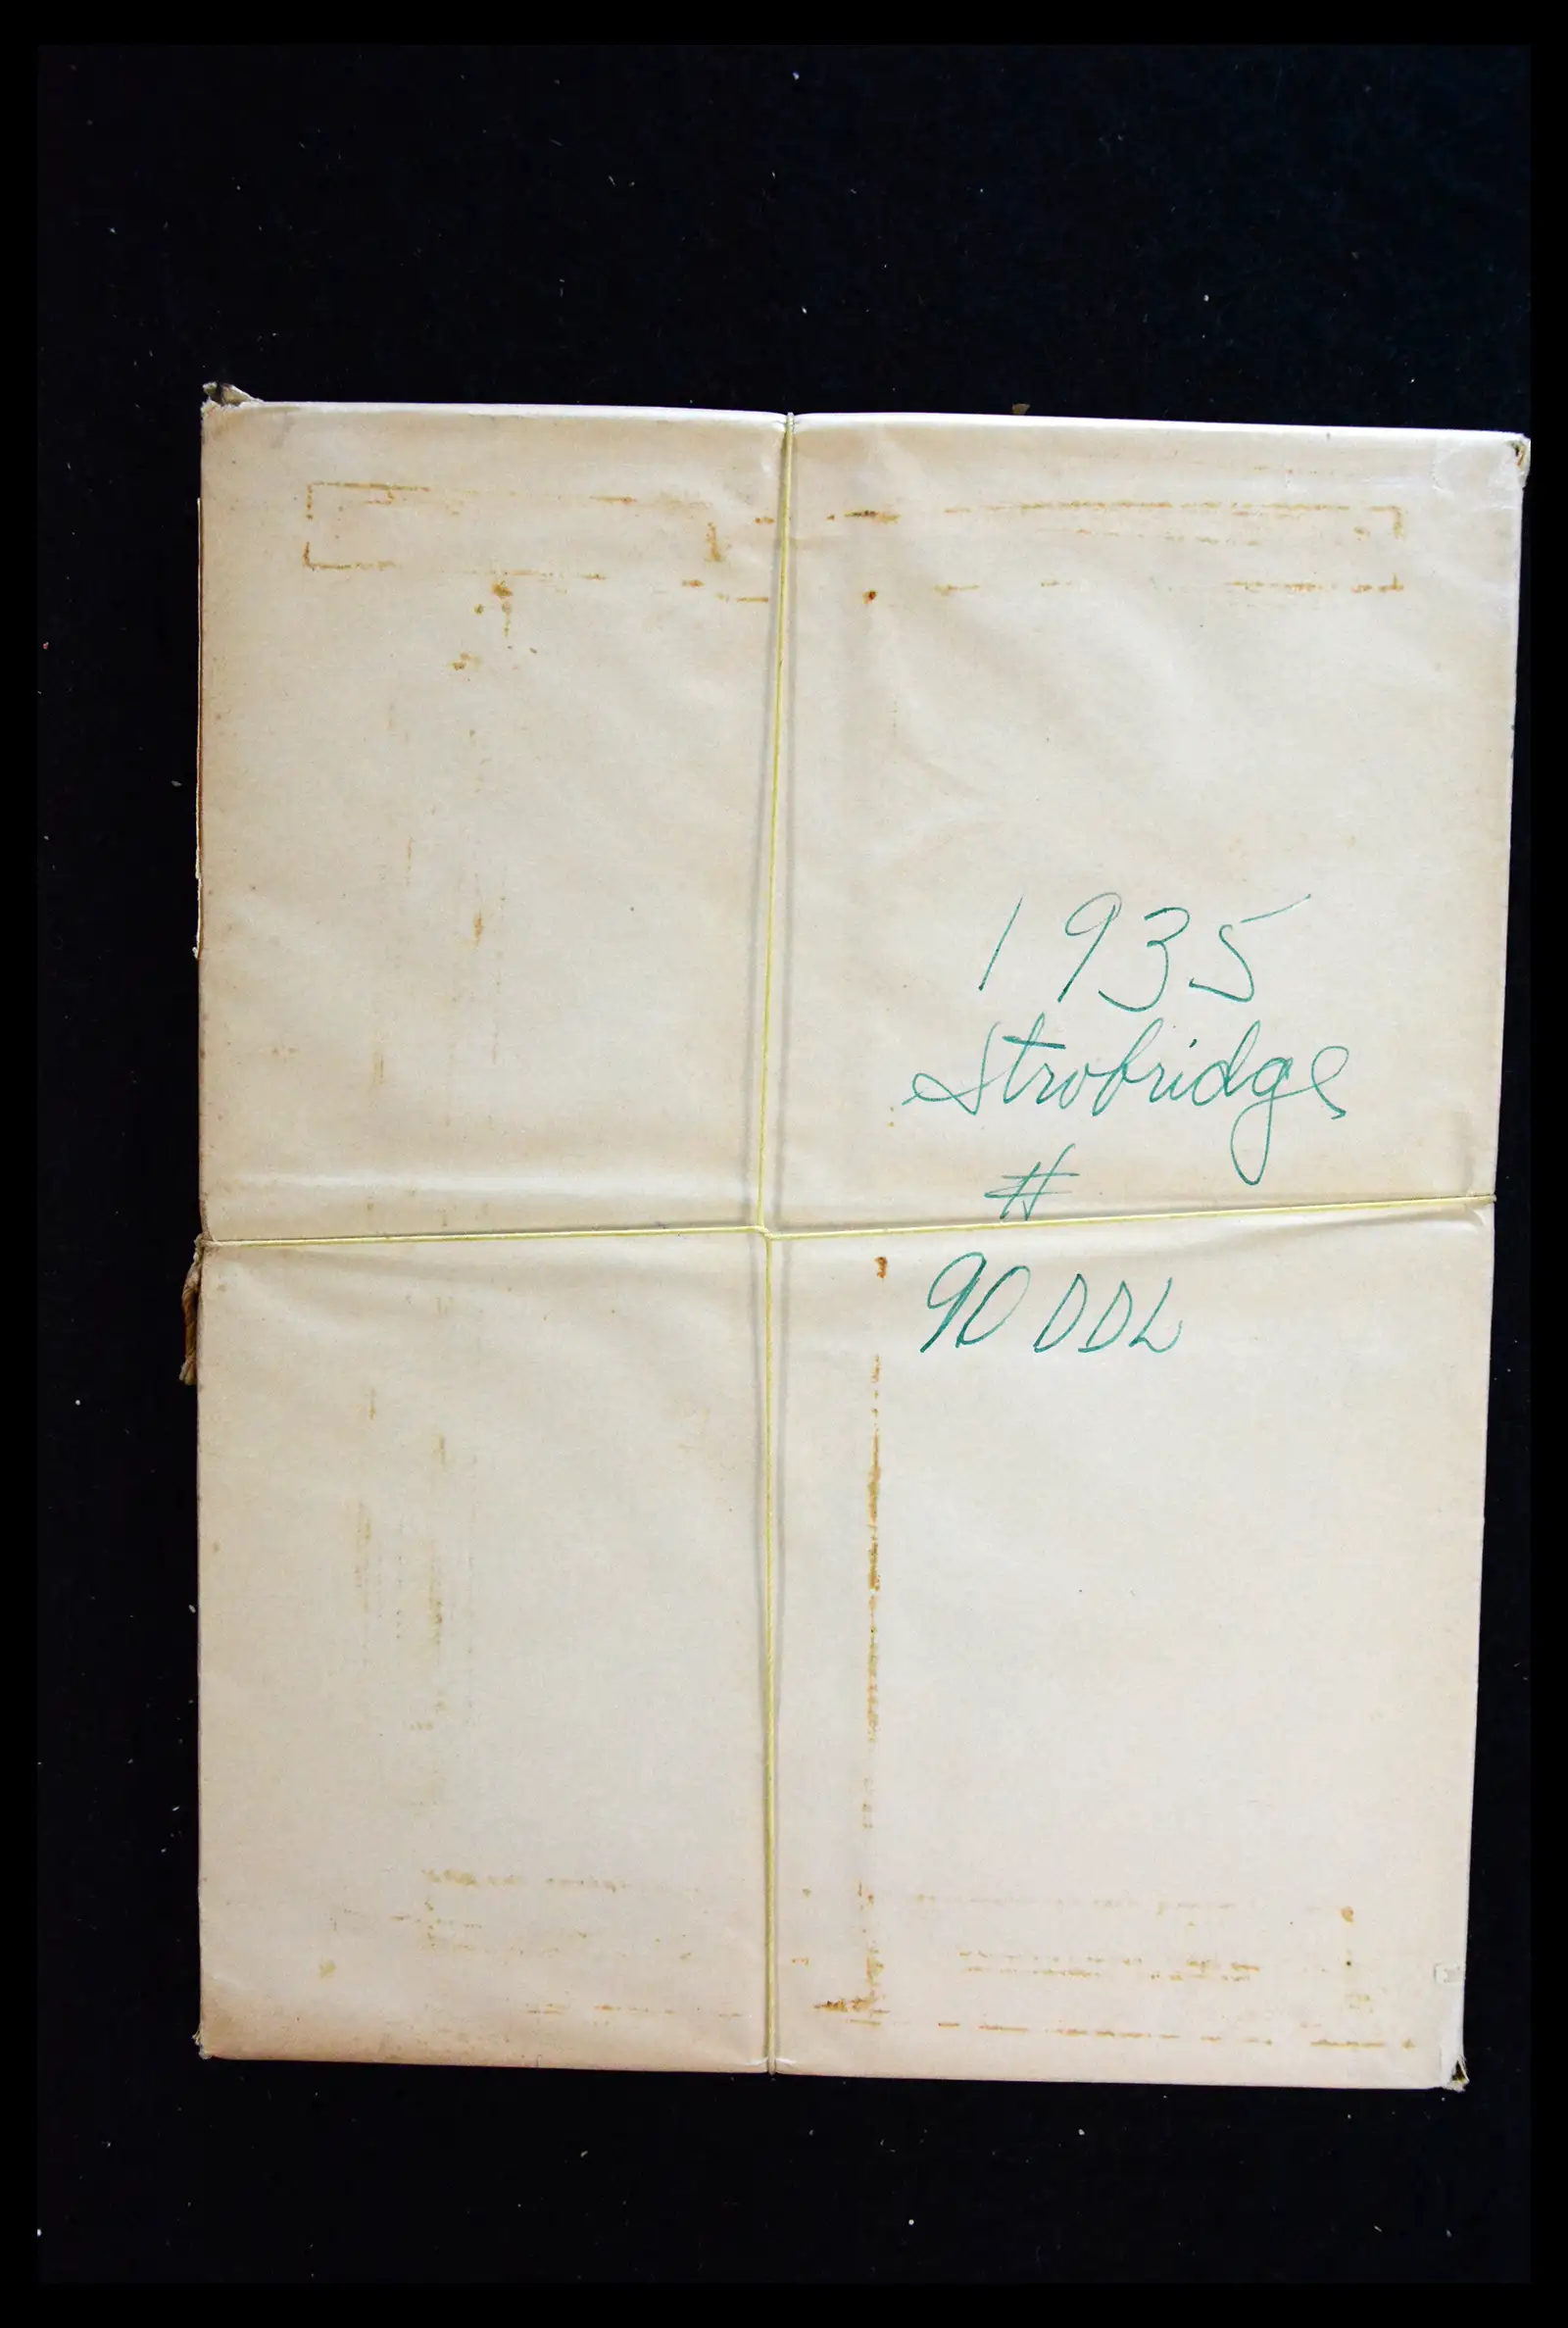 1935
Strobridge
#
90 DDL